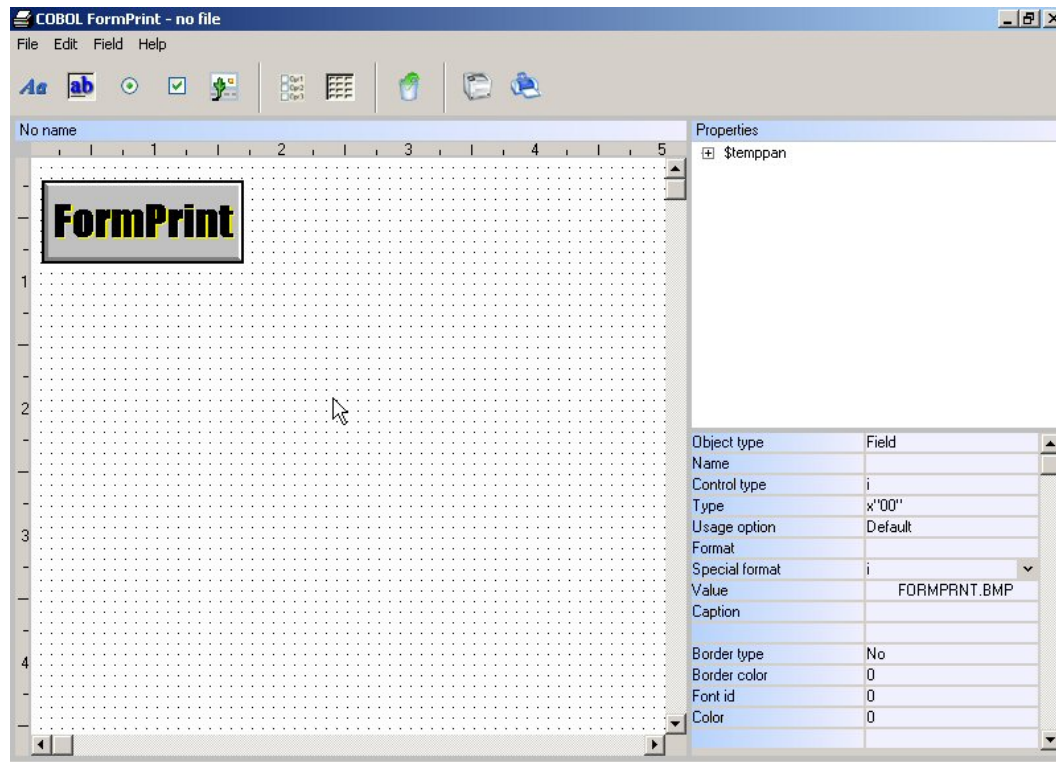 COBOL FormPrint - no file
File Edit Field Help
Aa ab
No name
Properties
1 2 3 4 5
$temppan
FormPrint
1
2
3
4
Object type Field
Name
Control type i
Type x"00"
Usage option Default
Format
Special format i
Value FORMPRNT.BMP
Caption
Border type No
Border color 0
Font id 0
Color 0